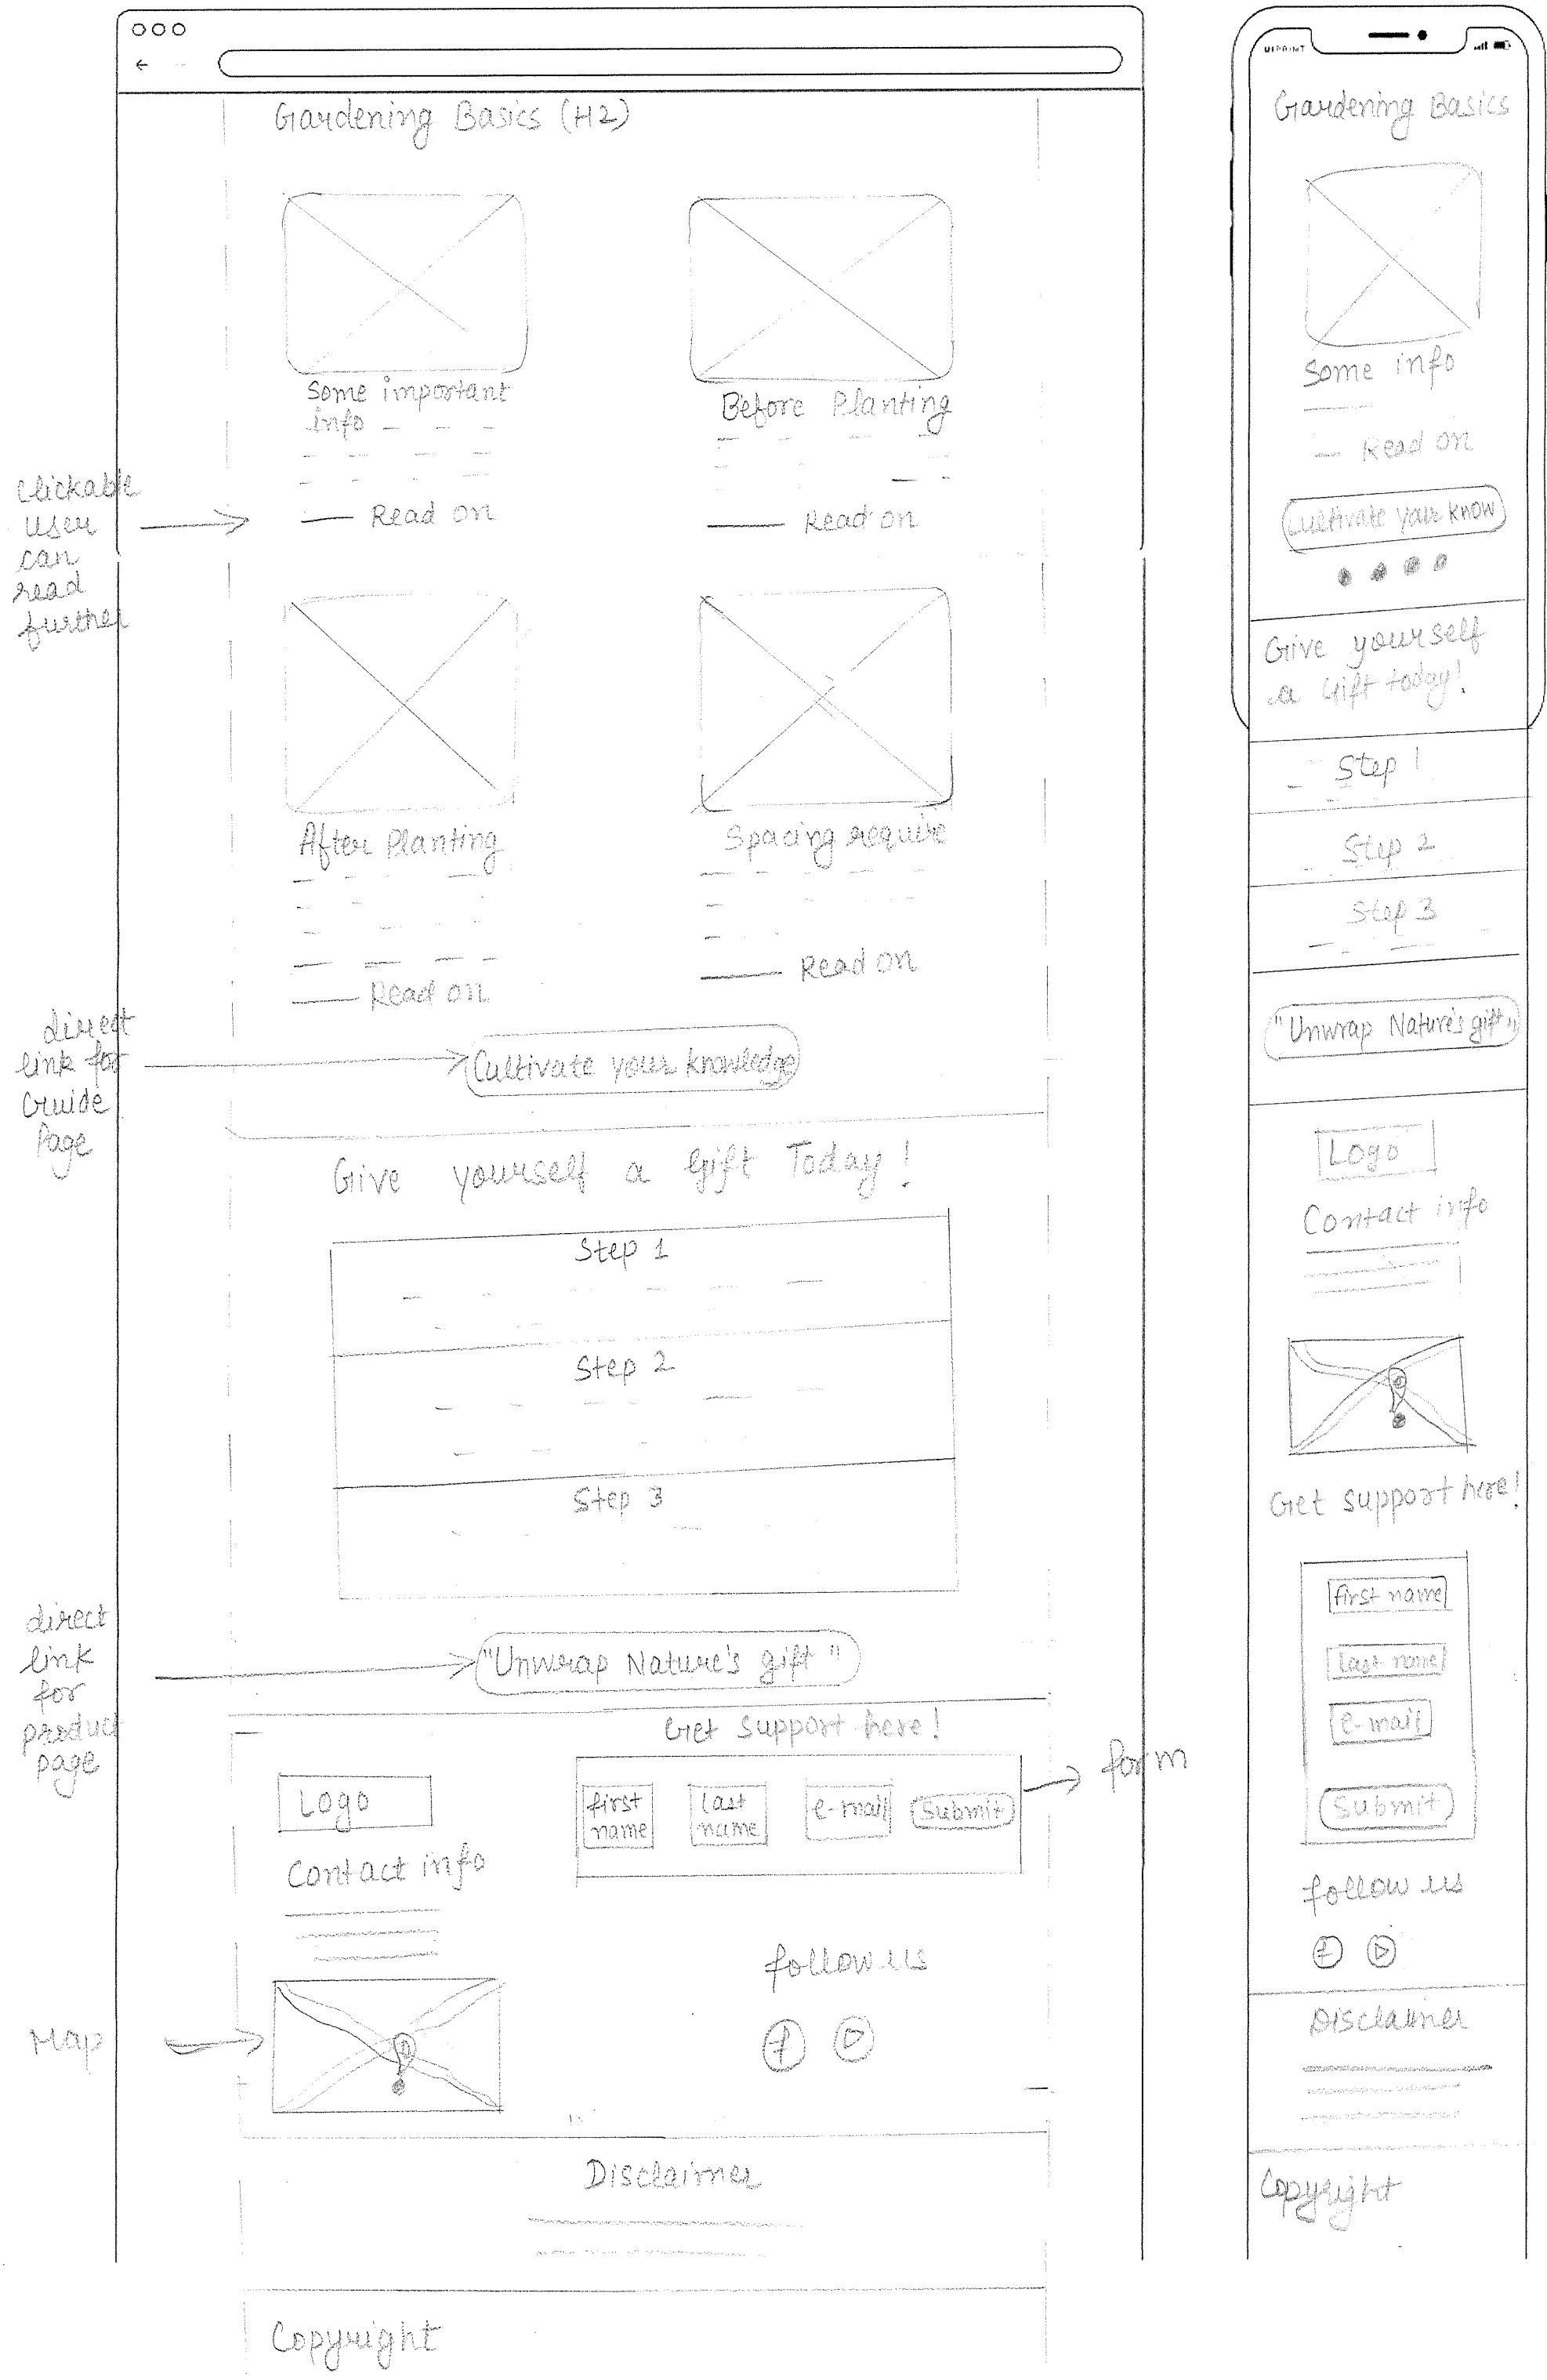 Gardening Basics (H2)
Some important
info
Before Planting
clickable
user
can
read
further
Read on
Read on
After Planting
Spacing require
Read on
Read on
direct
link for
Guide
Page
Cultivate your knowledge
Give yourself a Gift Today!
Step 1
Step 2
Step 3
direct
link
for
product
page
"Unwrap Nature's gift"
Get support here!
Logo
first
name
last
name
e-mail
Submit
form
Contact info
follow us
Map
Disclaimer
Copyright
UIPRINT
Gardening Basics
Some info
Read on
Cultivate your know
Give yourself
a Gift today!
Step 1
Step 2
Step 3
"Unwrap Nature's gift"
Logo
Contact info
Get support here!
first name
last name
e-mail
Submit
follow us
Disclaimer
Copyright